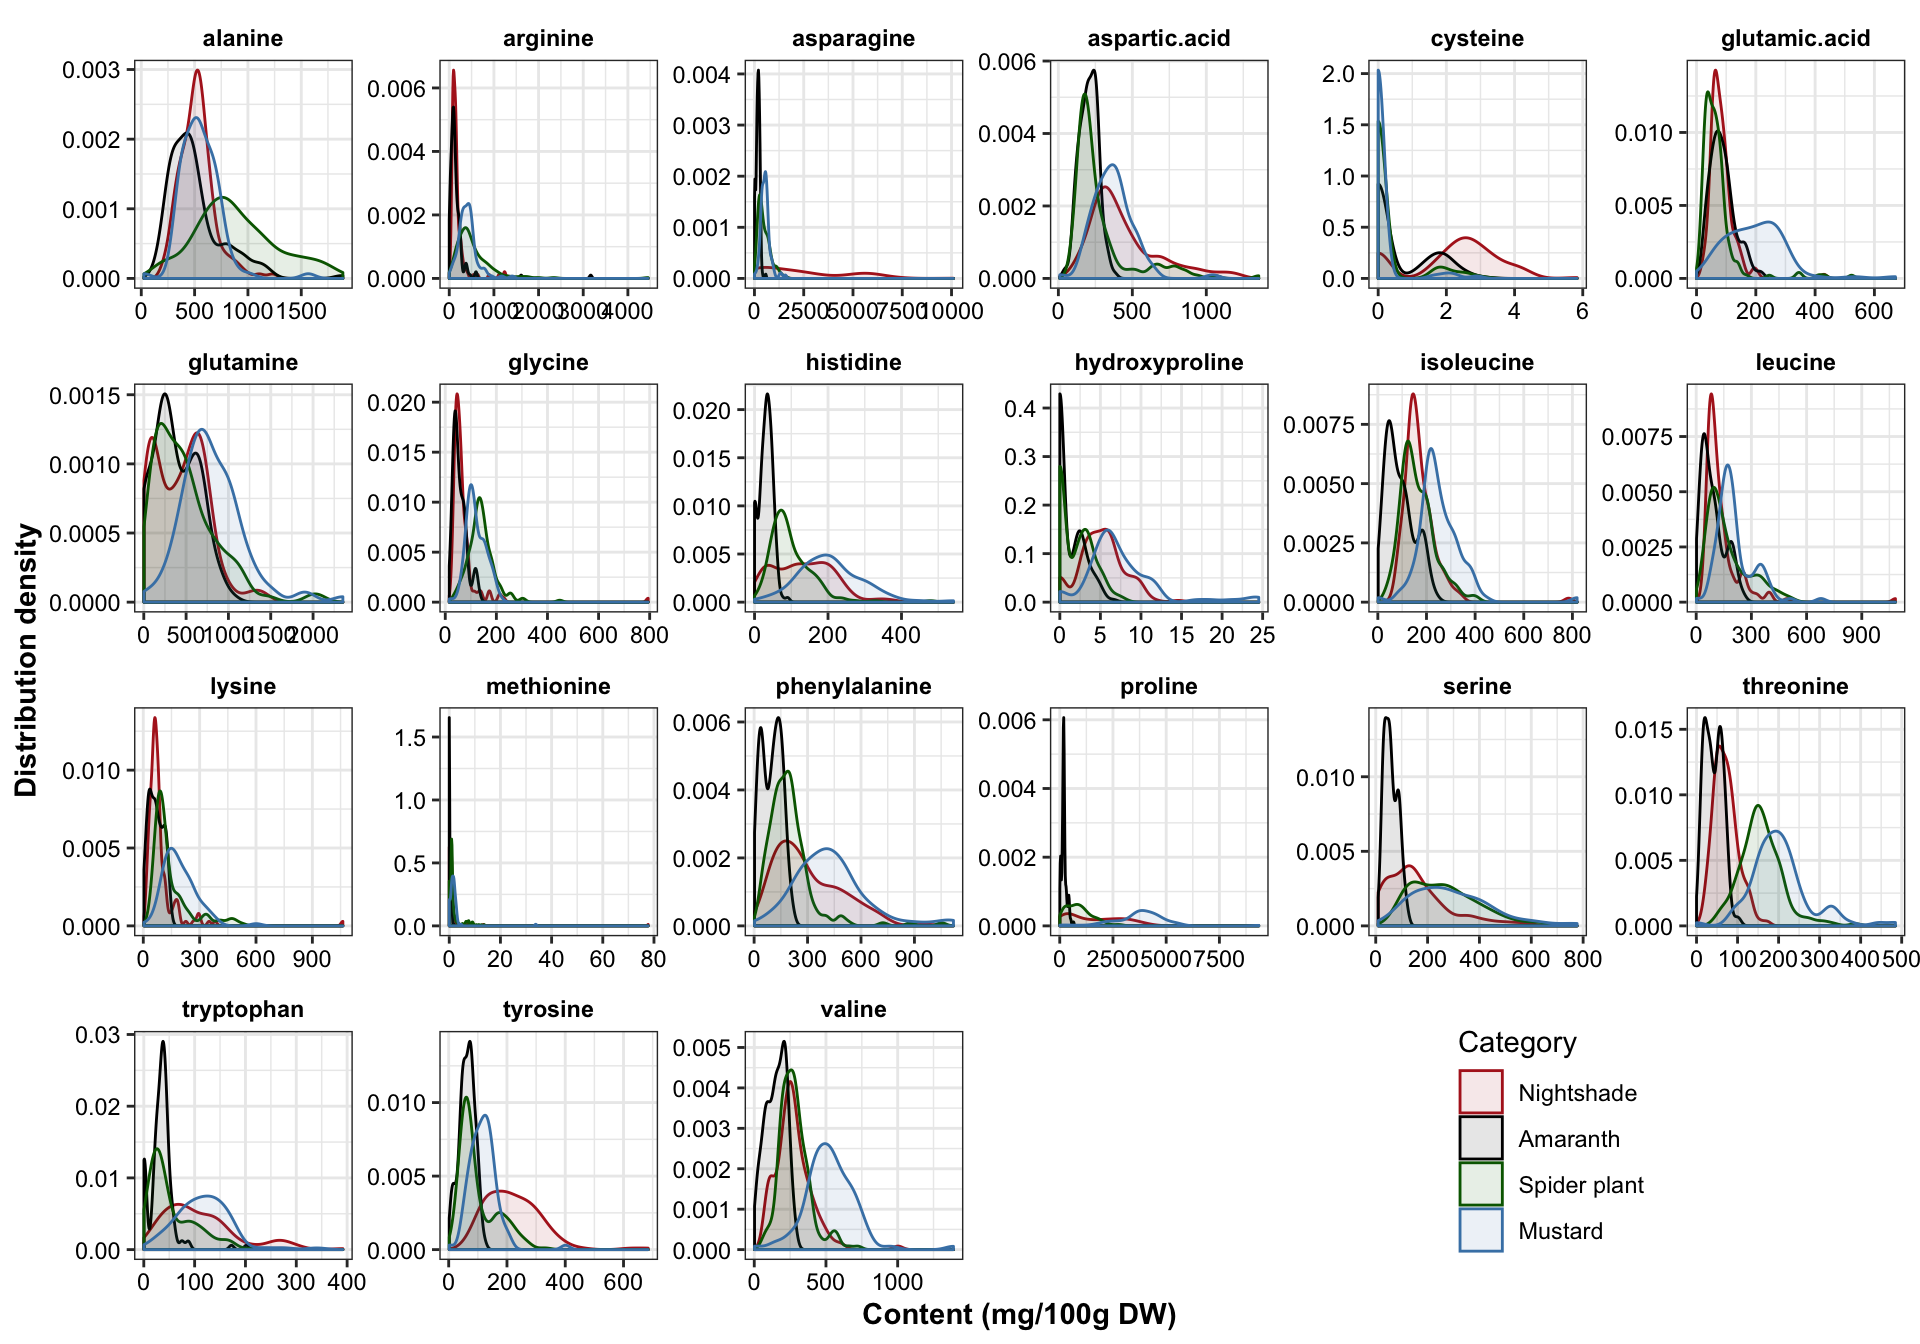 alanine arginine asparagine aspartic.acid cysteine glutamic.acid
0.003 0.002 0.001 0.000
0 500 1000 1500
0.006 0.004 0.002 0.000
0 1000 2000 3000 4000
0.004 0.003 0.002 0.001 0.000
0 2500 5000 7500 10000
0.006 0.004 0.002 0.000
0 500 1000
2.0 1.5 1.0 0.5 0.0
0 2 4 6
0.010 0.005 0.000
0 200 400 600
glutamine glycine histidine hydroxyproline isoleucine leucine
0.0015 0.0010 0.0005 0.0000
0 500 1000 1500 2000
0.020 0.015 0.010 0.005 0.000
0 200 400 600 800
0.020 0.015 0.010 0.005 0.000
0 200 400
0.4 0.3 0.2 0.1 0.0
0 5 10 15 20 25
0.0075 0.0050 0.0025 0.0000
0 200 400 600 800
0.0075 0.0050 0.0025 0.0000
0 300 600 900
lysine methionine phenylalanine proline serine threonine
0.010 0.005 0.000
0 300 600 900
1.5 1.0 0.5 0.0
0 20 40 60 80
0.006 0.004 0.002 0.000
0 300 600 900
0.006 0.004 0.002 0.000
0 2500 5000 7500
0.010 0.005 0.000
0 200 400 600 800
0.015 0.010 0.005 0.000
0 100 200 300 400 500
tryptophan tyrosine valine
0.03 0.02 0.01 0.00
0 100 200 300 400
0.010 0.005 0.000
0 200 400 600
0.005 0.004 0.003 0.002 0.001 0.000
0 500 1000
Distribution density
Content (mg/100g DW)
Category
Nightshade
Amaranth
Spider plant
Mustard